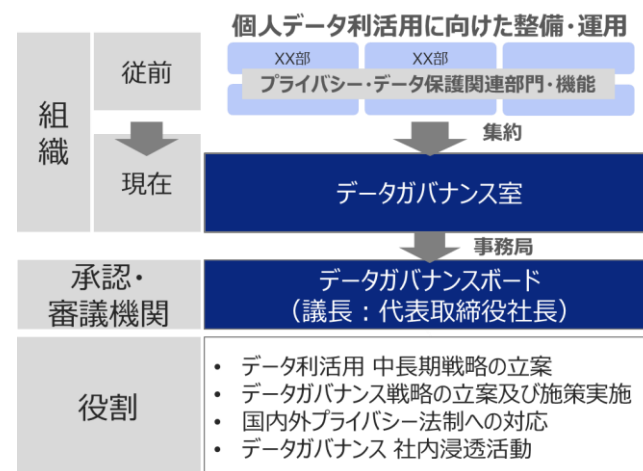 個人データ利活用に向けた整備・運用
組織
従前
XX部
XX部
プライバシー・データ保護関連部門・機能
集約
現在
データガバナンス室
事務局
承認・
審議機関
データガバナンスボード
（議長：代表取締役社長）
役割
• データ利活用 中長期戦略の立案
• データガバナンス戦略の立案及び施策実施
• 国内外プライバシー法制への対応
• データガバナンス 社内浸透活動